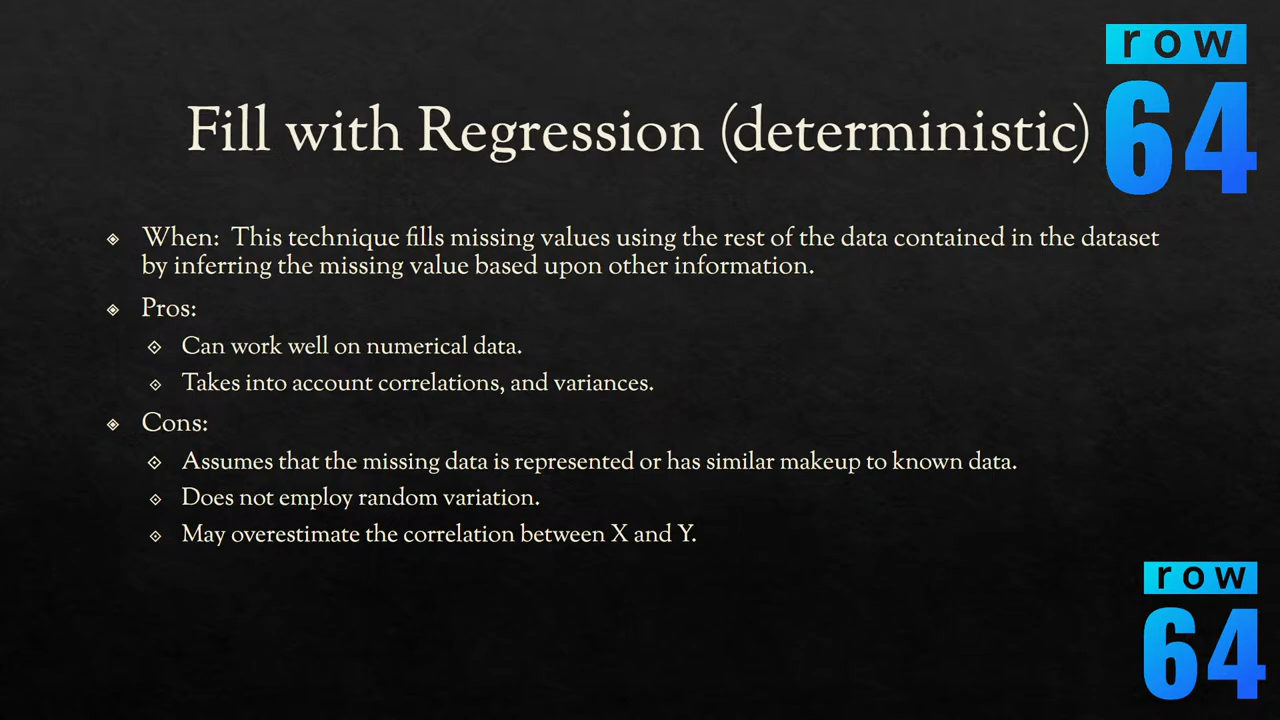 row
64
Fill with Regression (deterministic)
When: This technique fills missing values using the rest of the data contained in the dataset
by inferring the missing value based upon other information.
Pros:
Can work well on numerical data.
Takes into account correlations, and variances.
Cons:
Assumes that the missing data is represented or has similar makeup to known data.
Does not employ random variation.
May overestimate the correlation between X and Y.
row
64